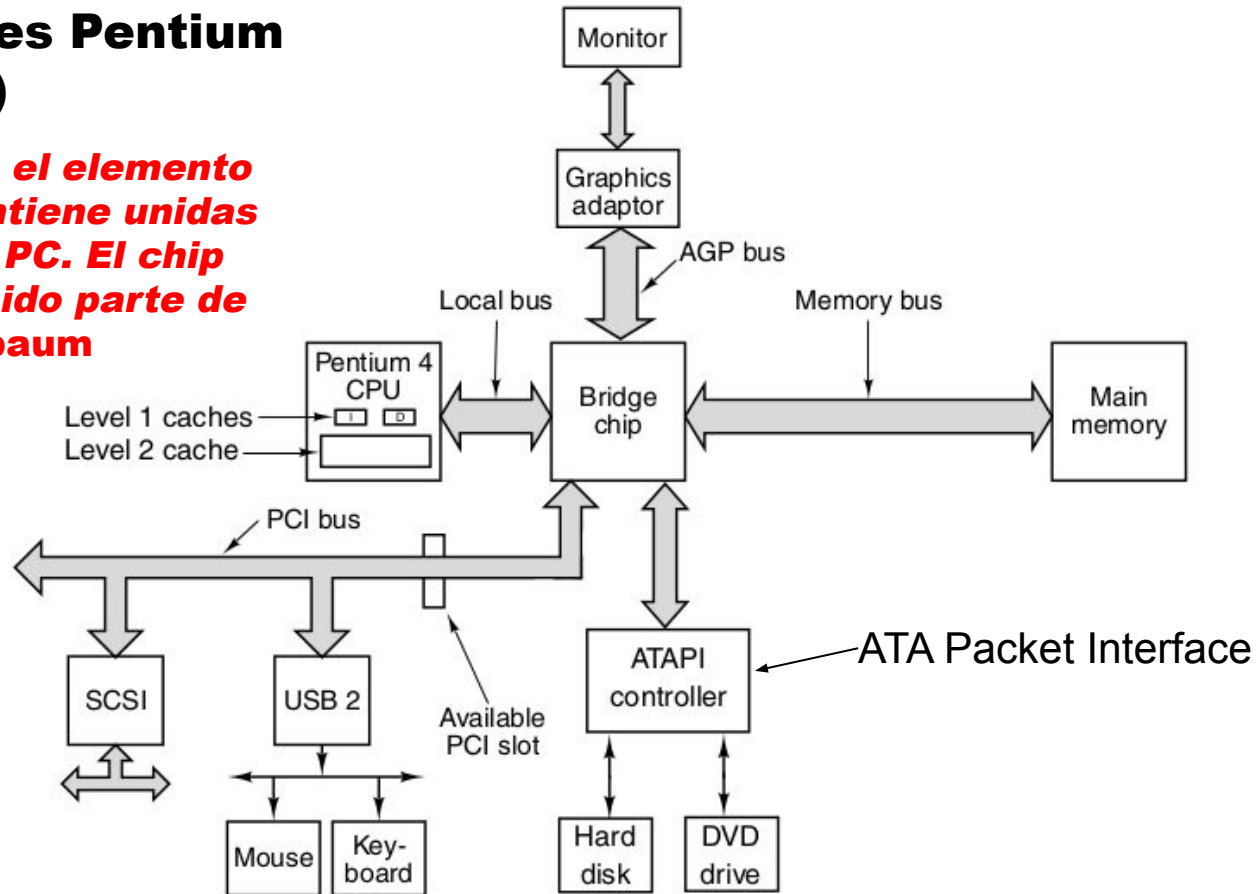 es Pentium
)
el elemento
ntiene unidas
PC. El chip
ido parte de
baum
Monitor
Graphics
adaptor
AGP bus
Local bus
Memory bus
Pentium 4
CPU
I D
Level 1 caches
Level 2 cache
Bridge
chip
Main
memory
PCI bus
SCSI
USB 2
Available
PCI slot
ATAPI
controller
ATA Packet Interface
Mouse
Key-
board
Hard
disk
DVD
drive